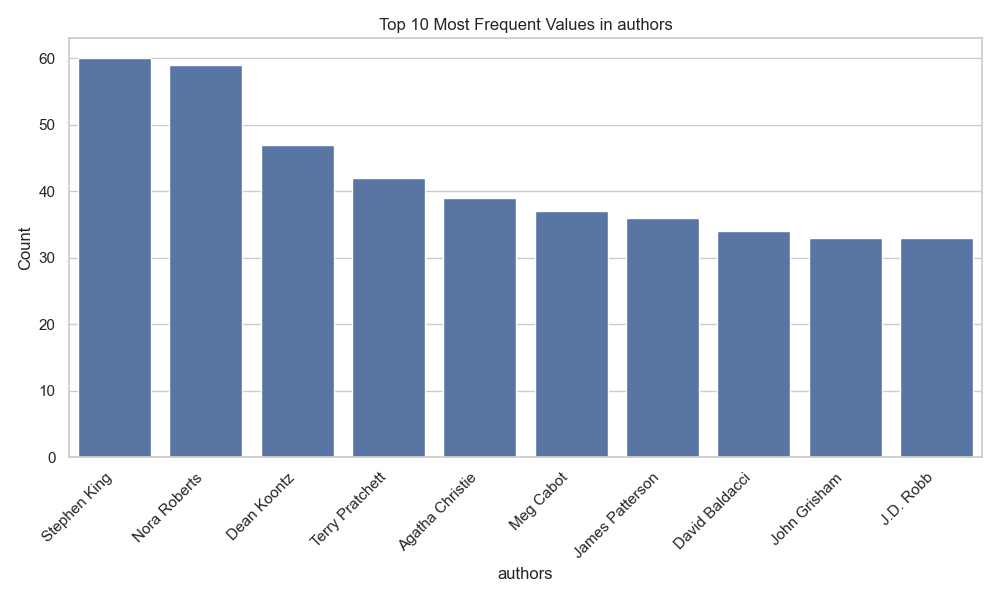 Top 10 Most Frequent Values in authors
60
50
40
30
20
10
0
Count
Stephen King
Nora Roberts
Dean Koontz
Terry Pratchett
Agatha Christie
Meg Cabot
James Patterson
David Baldacci
John Grisham
J.D. Robb
authors